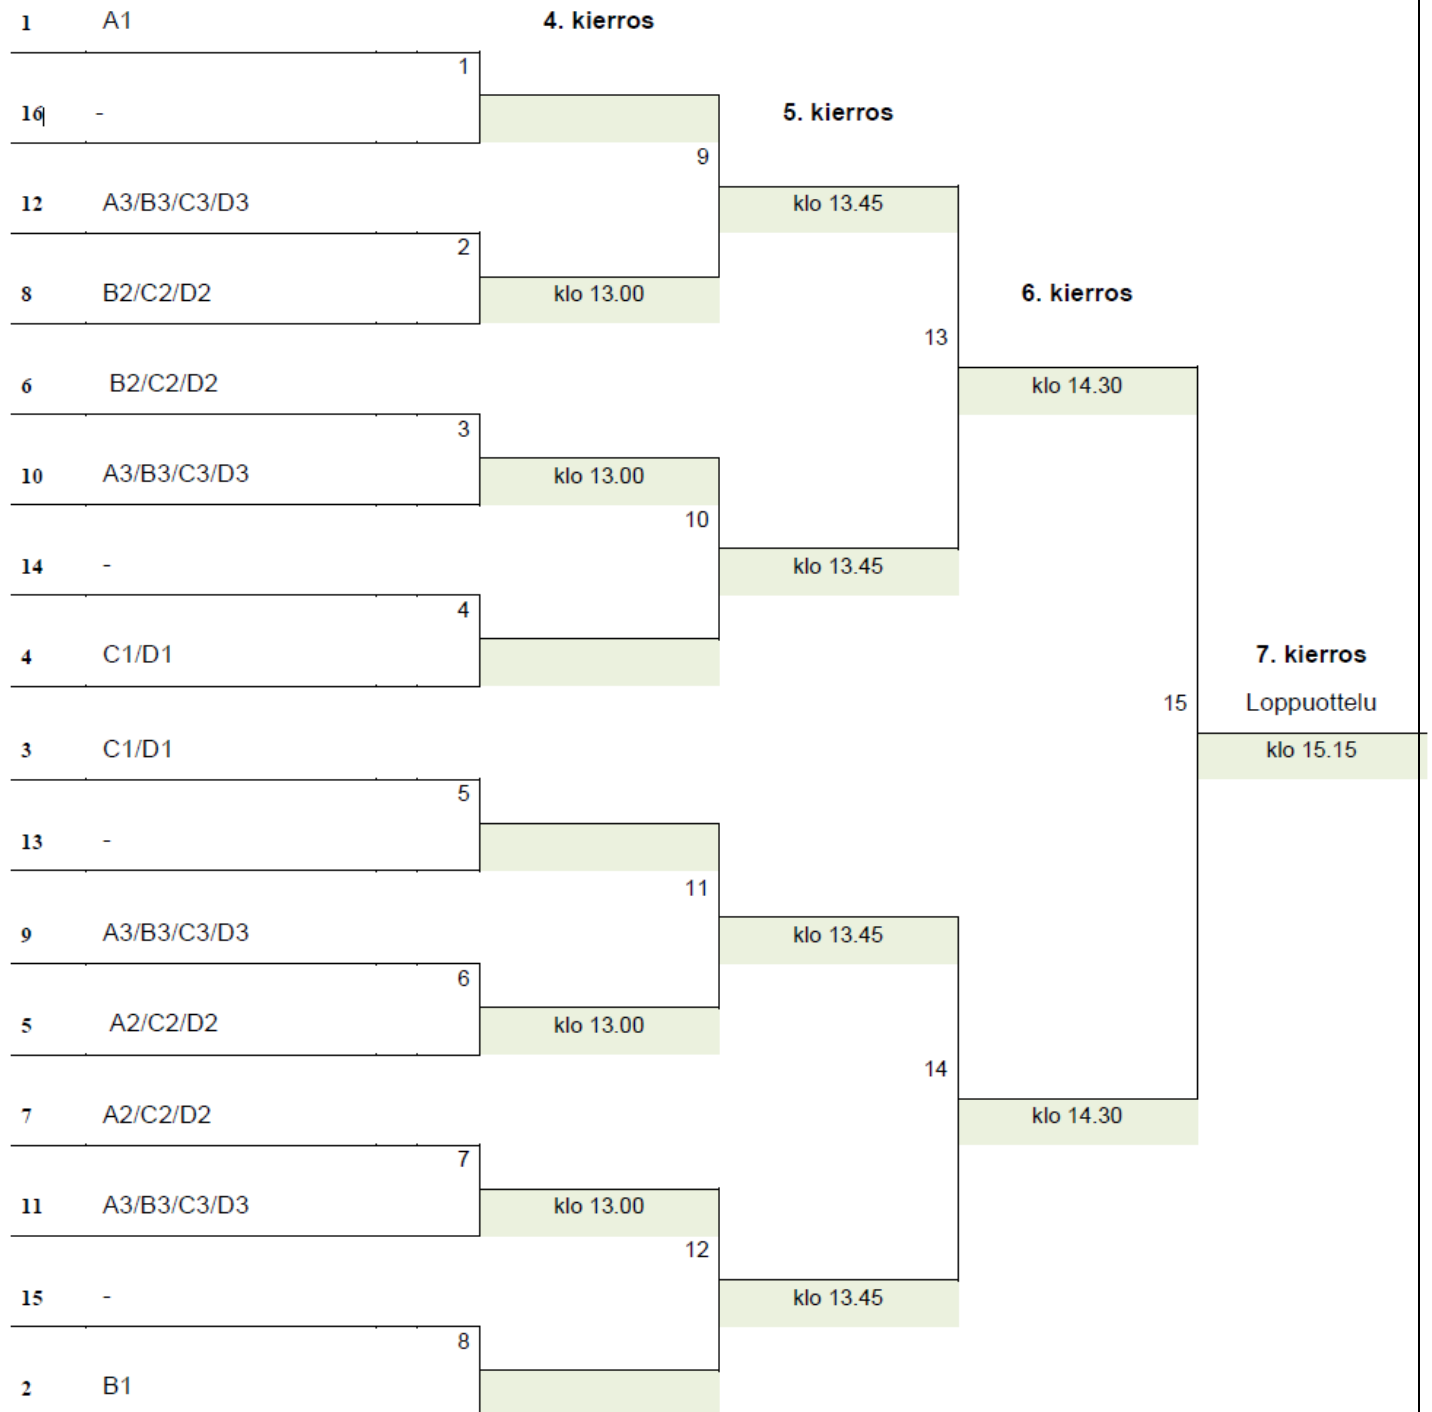 1 A1 4. kierros
1
16 - 5. kierros
9
12 A3/B3/C3/D3 klo 13.45
2
8 B2/C2/D2 klo 13.00 6. kierros
13
6 B2/C2/D2 klo 14.30
3
10 A3/B3/C3/D3 klo 13.00
10
14 - klo 13.45
4
4 C1/D1 7. kierros
15 Loppuottelu
3 C1/D1 klo 15.15
5
13 -
11
9 A3/B3/C3/D3 klo 13.45
6
5 A2/C2/D2 klo 13.00
14
7 A2/C2/D2 klo 14.30
7
11 A3/B3/C3/D3 klo 13.00
12
15 - klo 13.45
8
2 B1